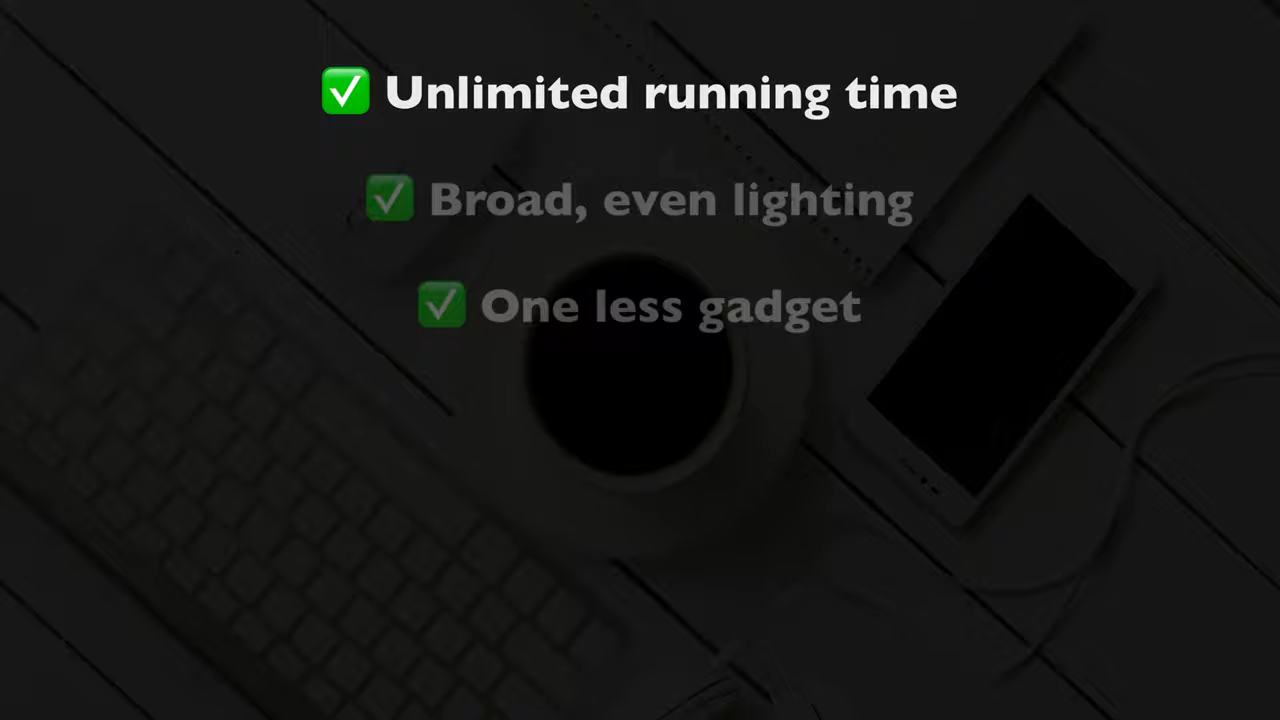 ✅ Unlimited running time
✅ Broad, even lighting
✅ One less gadget